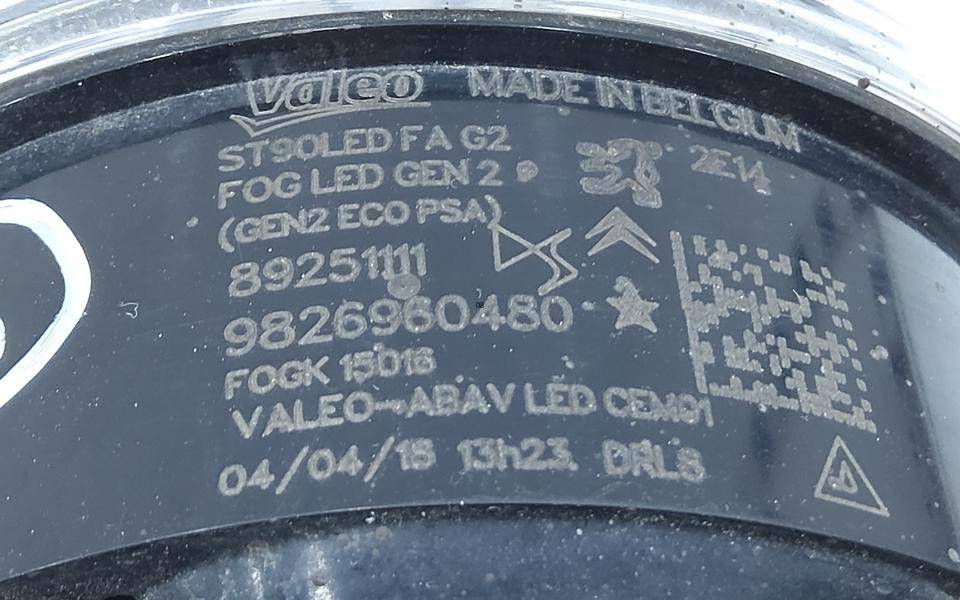 Valeo MADE IN BELGIUM
ST90LED FA G2
2E1
FOG LED GEN 2
(GEN2 ECO PSA)
89251111
9826960480
FOGK 15016
VALEO-ABAV LED CEM01
04/04/18 13h23 DRL8